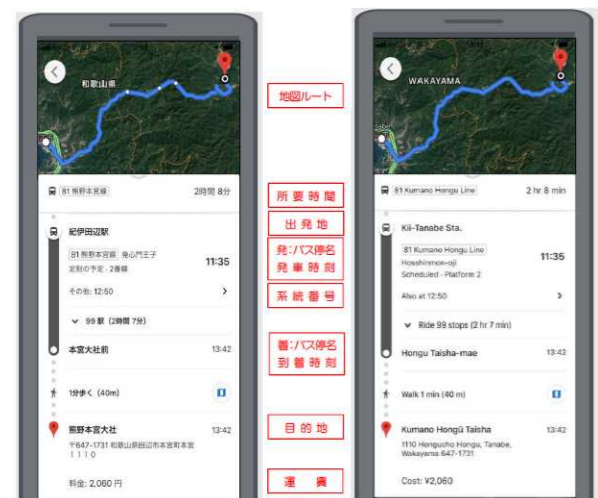 和歌山県
81 熊野本宮線
2時間 8分
紀伊田辺駅
81 熊野本宮線 発心門王子
定刻の予定・2番線
11:35
その他: 12:50
99 駅 (2時間 7分)
本宮大社前
13:42
1分歩く (40m)
熊野本宮大社
13:42
〒647-1731 和歌山県田辺市本宮町本宮
1110
料金: 2,060 円
地図ルート
所要時間
出発地
発:バス停名
発車時刻
系統番号
着:バス停名
到着時刻
目的地
運賃
WAKAYAMA
81 Kumano Hongu Line
2 hr 8 min
Kii-Tanabe Sta.
81 Kumano Hongu Line
Hosshinmon-oji
Scheduled · Platform 2
11:35
Also at 12:50
Ride 99 stops (2 hr 7 min)
Hongu Taisha-mae
13:42
Walk 1 min (40 m)
Kumano Hongū Taisha
13:42
1110 Hongucho Hongu, Tanabe,
Wakayama 647-1731
Cost: ¥2,060